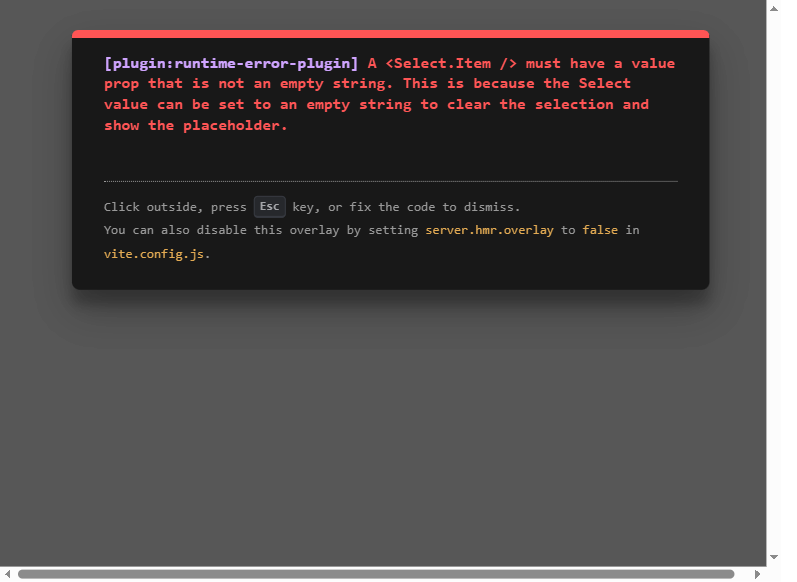 [plugin:runtime-error-plugin] A <Select.Item /> must have a value
prop that is not an empty string. This is because the Select
value can be set to an empty string to clear the selection and
show the placeholder.
Click outside, press Esc key, or fix the code to dismiss.
You can also disable this overlay by setting server.hmr.overlay to false in
vite.config.js.